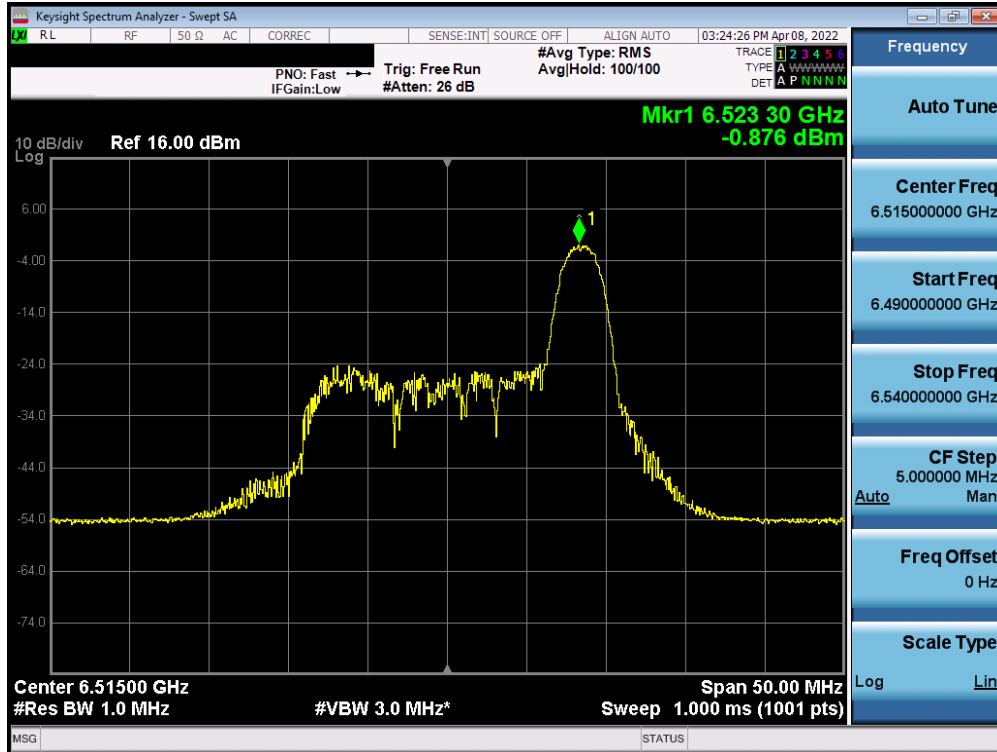 Keysight Spectrum Analyzer - Swept SA
LXI RL RF 50 Ω AC CORREC SENSE:INT SOURCE OFF ALIGN AUTO 03:24:26 PM Apr 08, 2022
PNO: Fast
IFGain:Low
Trig: Free Run
#Atten: 26 dB
#Avg Type: RMS
Avg|Hold: 100/100
TRACE 1 2 3 4 5 6
TYPE A WWWWW
DET A P N N N N
Mkr1 6.523 30 GHz
-0.876 dBm
10 dB/div
Log
Ref 16.00 dBm
1
6.00
-4.00
-14.0
-24.0
-34.0
-44.0
-54.0
-64.0
-74.0
Center 6.51500 GHz
Span 50.00 MHz
#Res BW 1.0 MHz
#VBW 3.0 MHz*
Sweep 1.000 ms (1001 pts)
MSG
STATUS
Frequency
Auto Tune
Center Freq
6.515000000 GHz
Start Freq
6.490000000 GHz
Stop Freq
6.540000000 GHz
CF Step
5.000000 MHz
Auto Man
Freq Offset
0 Hz
Scale Type
Log Lin